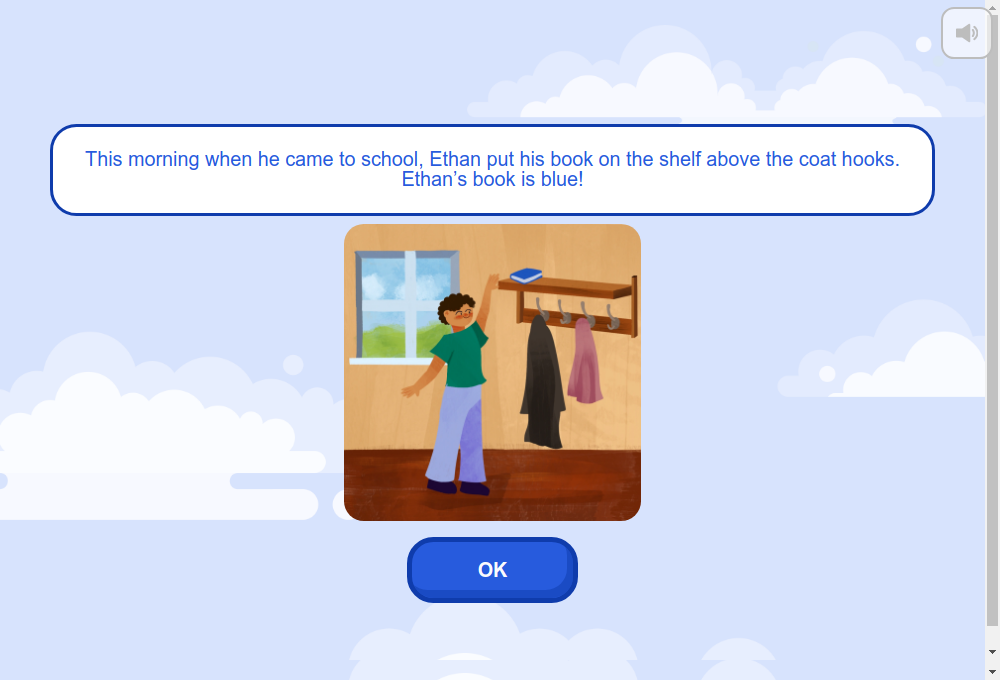 This morning when he came to school, Ethan put his book on the shelf above the coat hooks.
Ethan’s book is blue!
OK